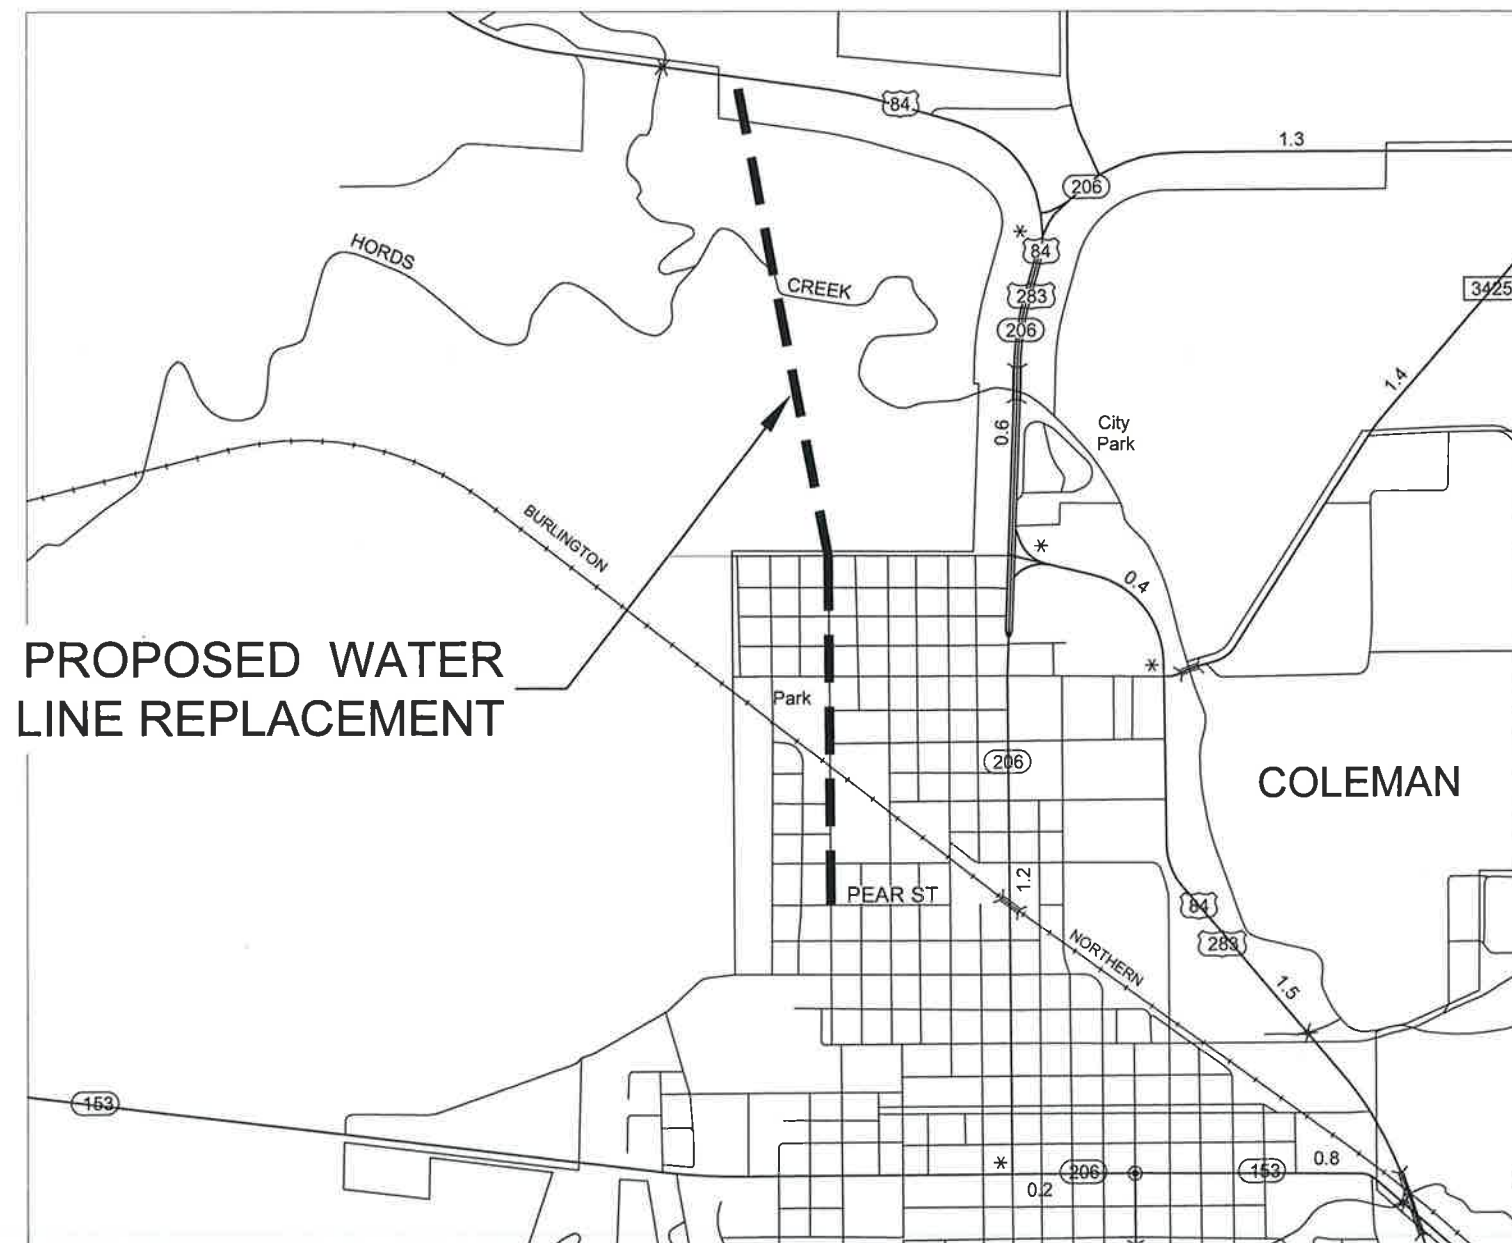 84
1.3
206
HORDS
84
CREEK
283
3425
206
1.4
0.6
City
Park
BURLINGTON
0.4
PROPOSED WATER
LINE REPLACEMENT
Park
206
COLEMAN
1.2
PEAR ST
84
283
NORTHERN
1.5
153
0.8
206
153
0.2